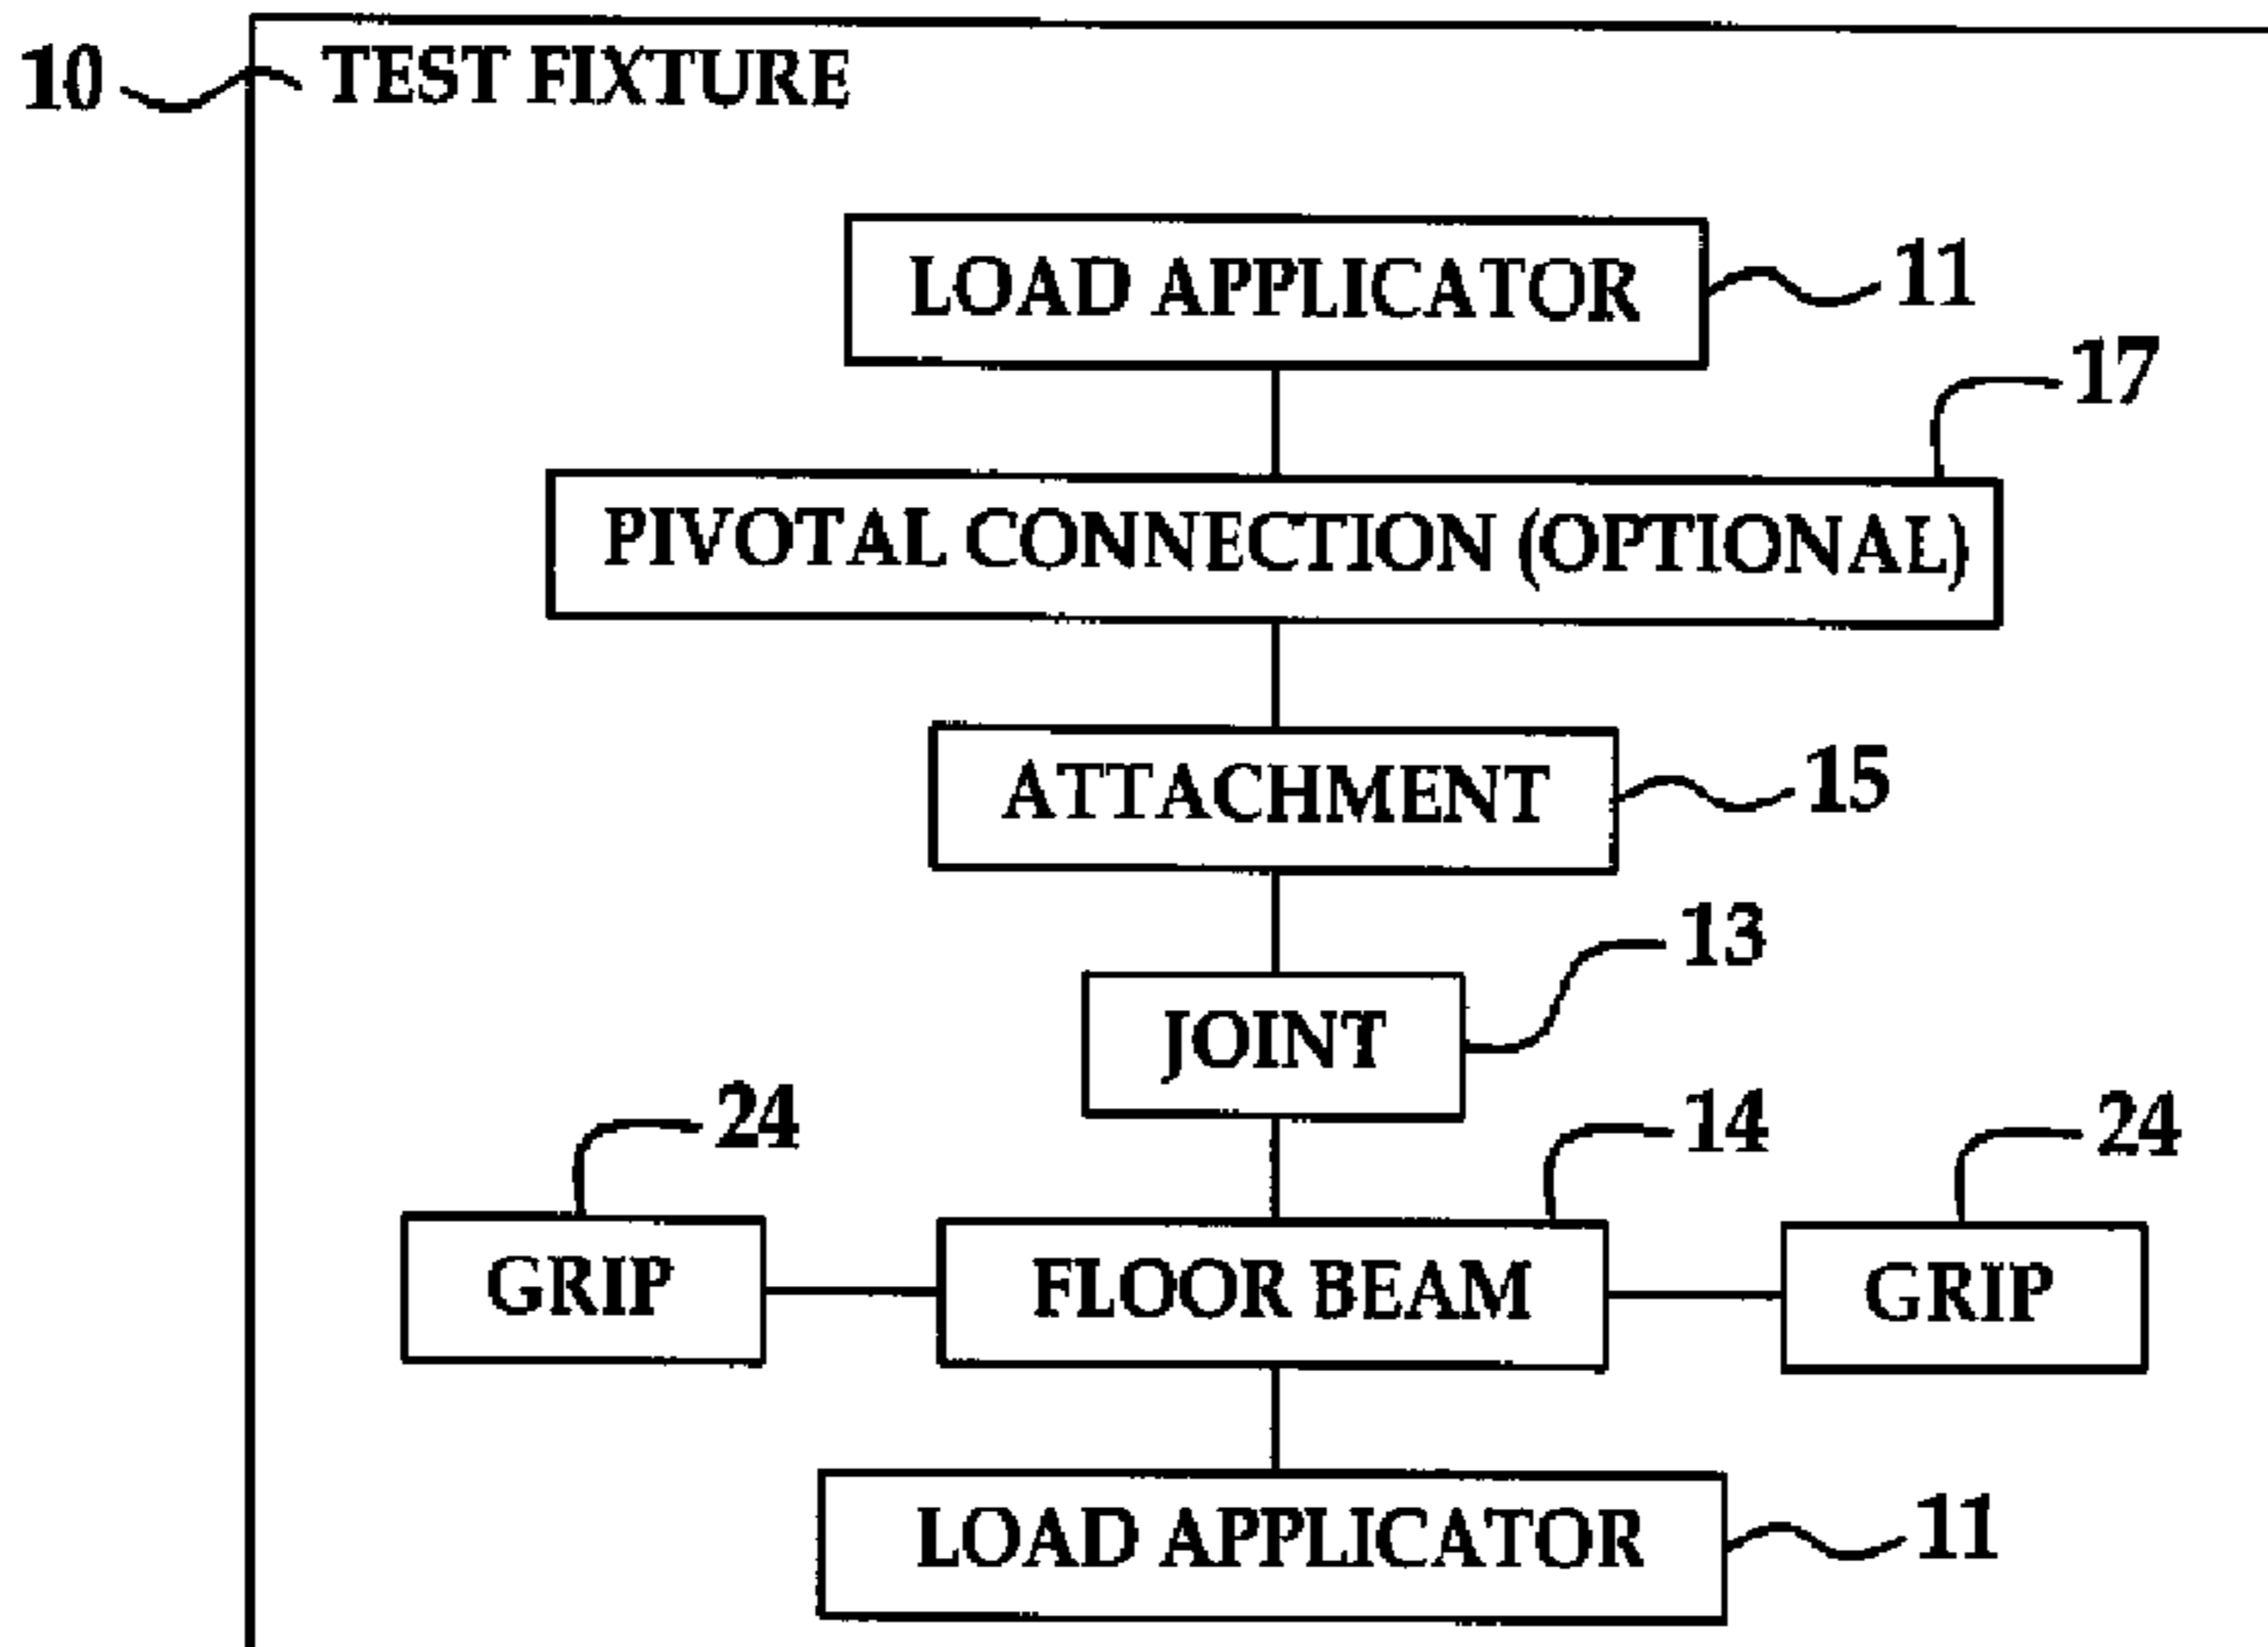 10 TEST FIXTURE
LOAD APPLICATOR 11
17
PIVOTAL CONNECTION (OPTIONAL)
ATTACHMENT 15
13
JOINT
24 14 24
GRIP FLOOR BEAM GRIP
LOAD APPLICATOR 11